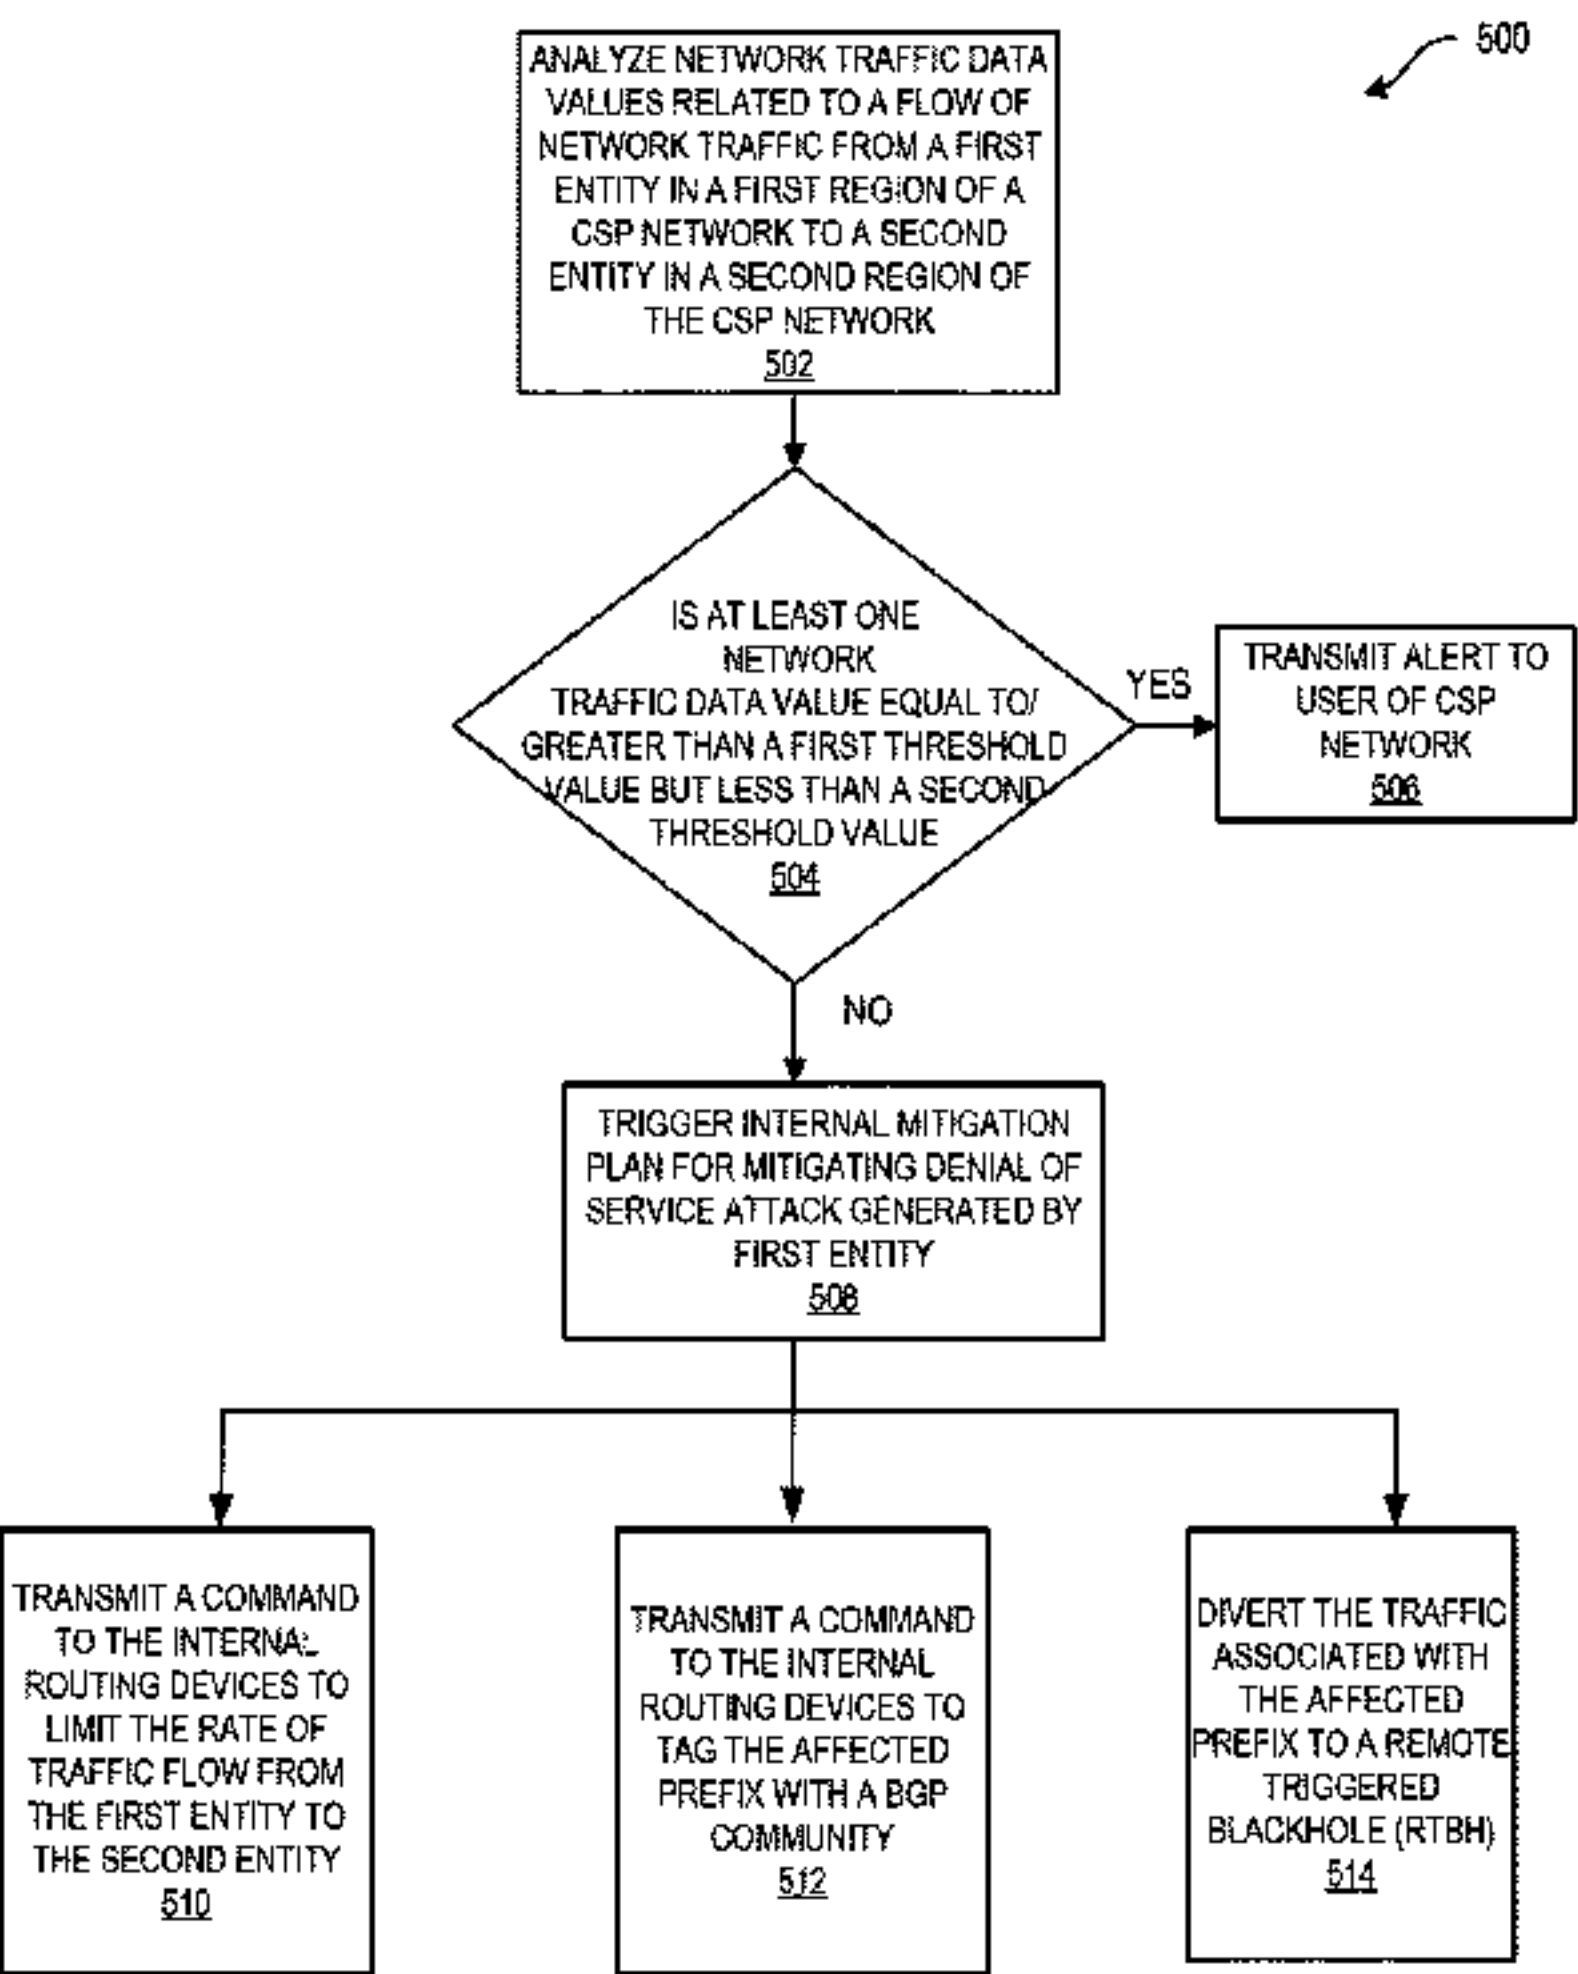 500
ANALYZE NETWORK TRAFFIC DATA
VALUES RELATED TO A FLOW OF
NETWORK TRAFFIC FROM A FIRST
ENTITY IN A FIRST REGION OF A
CSP NETWORK TO A SECOND
ENTITY IN A SECOND REGION OF
THE CSP NETWORK
502
IS AT LEAST ONE
NETWORK
TRAFFIC DATA VALUE EQUAL TO/
GREATER THAN A FIRST THRESHOLD
VALUE BUT LESS THAN A SECOND
THRESHOLD VALUE
504
YES
TRANSMIT ALERT TO
USER OF CSP
NETWORK
506
NO
TRIGGER INTERNAL MITIGATION
PLAN FOR MITIGATING DENIAL OF
SERVICE ATTACK GENERATED BY
FIRST ENTITY
508
TRANSMIT A COMMAND
TO THE INTERNAL
ROUTING DEVICES TO
LIMIT THE RATE OF
TRAFFIC FLOW FROM
THE FIRST ENTITY TO
THE SECOND ENTITY
510
TRANSMIT A COMMAND
TO THE INTERNAL
ROUTING DEVICES TO
TAG THE AFFECTED
PREFIX WITH A BGP
COMMUNITY
512
DIVERT THE TRAFFIC
ASSOCIATED WITH
THE AFFECTED
PREFIX TO A REMOTE
TRIGGERED
BLACKHOLE (RTBH)
514